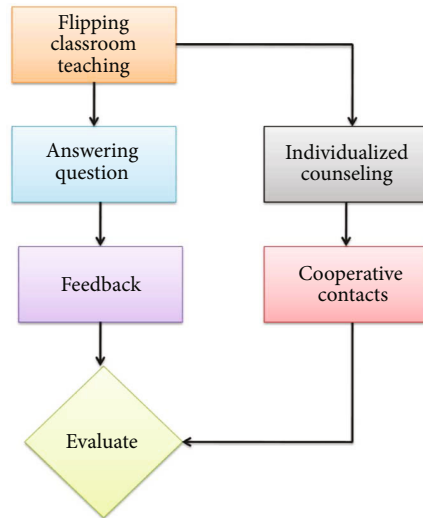 Flipping
classroom
teaching
Answering
question
Individualized
counseling
Feedback
Cooperative
contacts
Evaluate